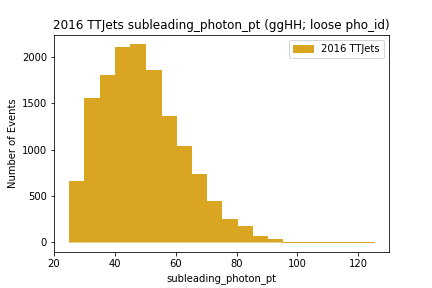 2016 TTJets subleading_photon_pt (ggHH; loose pho_id)
2016 TTJets
Number of Events
2000
1500
1000
500
0
20 40 60 80 100 120
subleading_photon_pt